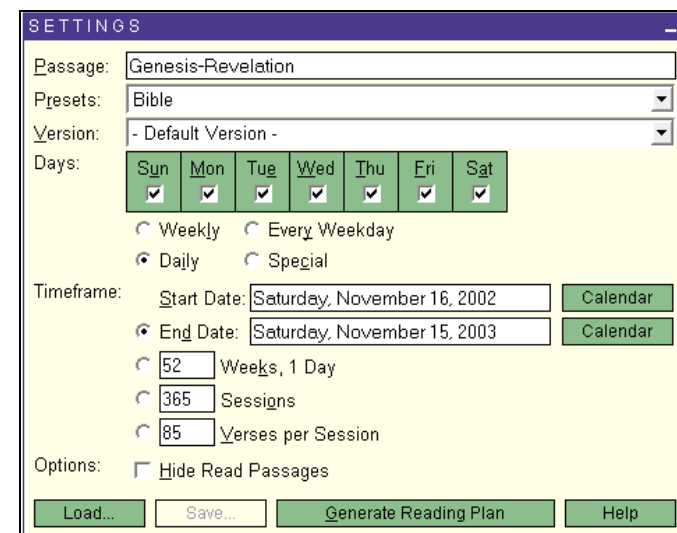 SETTINGS
Passage: Genesis-Revelation
Presets: Bible
Version: - Default Version -
Days: Sun Mon Tue Wed Thu Fri Sat
Weekly Every Weekday
Daily Special
Timeframe: Start Date: Saturday, November 16, 2002 Calendar
End Date: Saturday, November 15, 2003 Calendar
52 Weeks, 1 Day
365 Sessions
85 Verses per Session
Options: Hide Read Passages
Load... Save... Generate Reading Plan Help